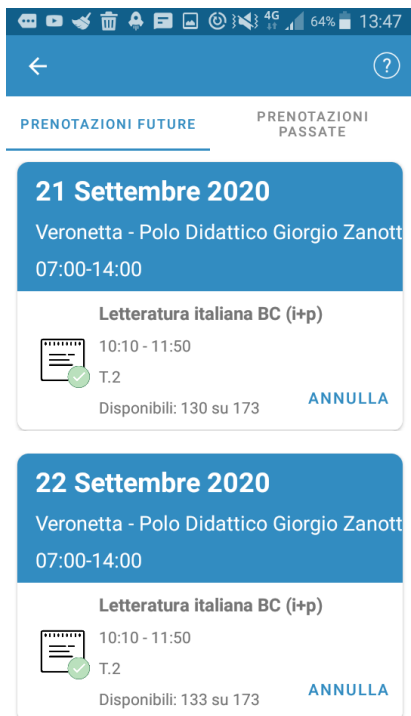 4G 64% 13:47
?
PRENOTAZIONI FUTURE
PRENOTAZIONI
PASSATE
21 Settembre 2020
Veronetta - Polo Didattico Giorgio Zanott
07:00-14:00
Letteratura italiana BC (i+p)
10:10 - 11:50
T.2
Disponibili: 130 su 173
ANNULLA
22 Settembre 2020
Veronetta - Polo Didattico Giorgio Zanott
07:00-14:00
Letteratura italiana BC (i+p)
10:10 - 11:50
T.2
Disponibili: 133 su 173
ANNULLA